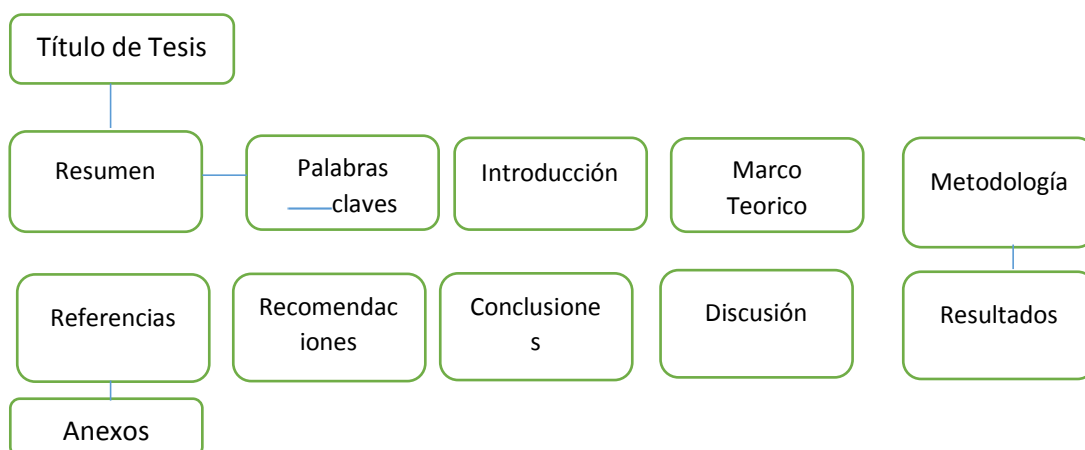 Título de Tesis
Resumen
Palabras
claves
Introducción
Marco
Teorico
Metodología
Referencias
Recomendac
iones
Conclusione
s
Discusión
Resultados
Anexos